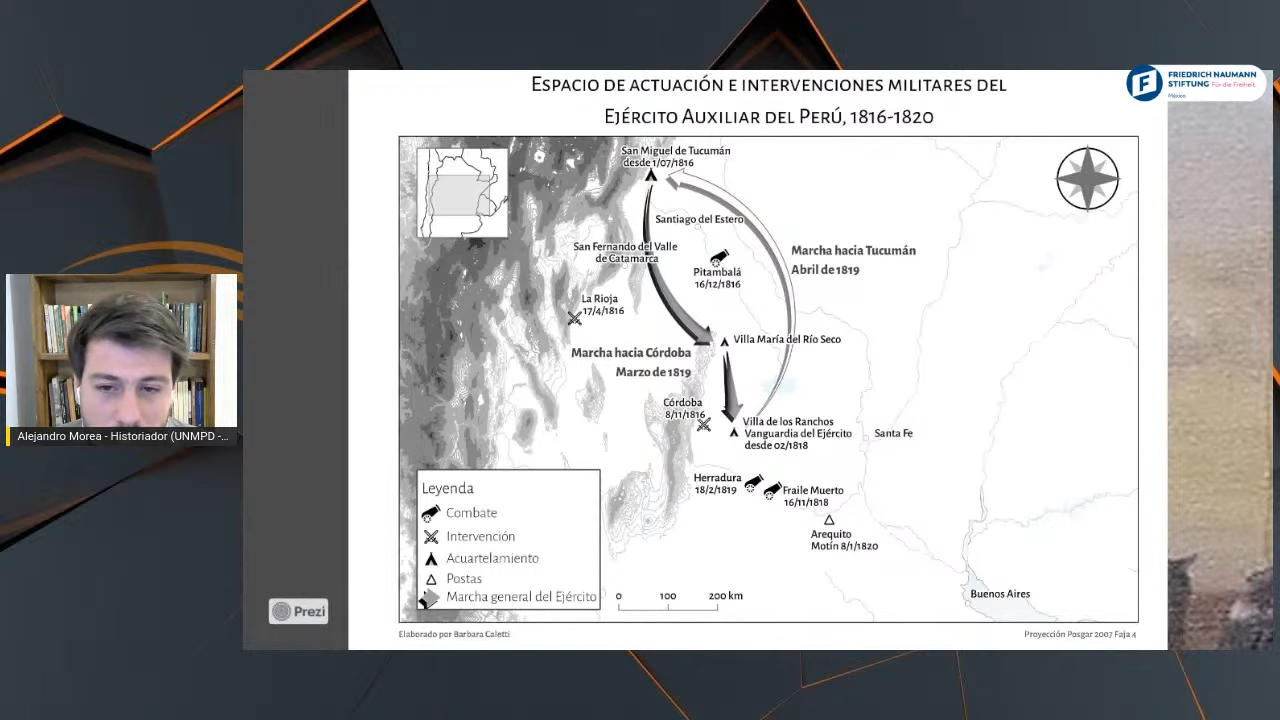 ESPACIO DE ACTUACIÓN E INTERVENCIONES MILITARES DEL
EJÉRCITO AUXILIAR DEL PERÚ, 1816-1820
FRIEDRICH NAUMANN
STIFTUNG Für die Freiheit.
México
San Miguel de Tucumán
desde 1/07/1816
Santiago del Estero
San Fernando del Valle
de Catamarca
Pitambalá
16/12/1816
Marcha hacia Tucumán
Abril de 1819
La Rioja
17/4/1816
Villa María del Río Seco
Marcha hacia Córdoba
Marzo de 1819
Córdoba
8/11/1816
Villa de los Ranchos
Vanguardia del Ejército
desde 02/1818
Santa Fe
Alejandro Morea - Historiador (UNMPD -...
Herradura
18/2/1819
Fraile Muerto
16/11/1818
Arequito
Motín 8/1/1820
Buenos Aires
Leyenda
Combate
Intervención
Acuartelamiento
Postas
Marcha general del Ejército
0 100 200 km
Prezi
Elaborado por Barbara Caletti
Proyección Posgar 2007 Faja 4